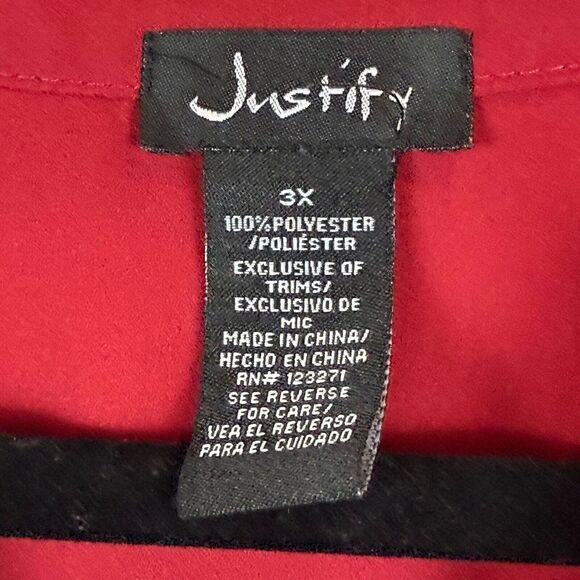 Justify
3X
100% POLYESTER
/POLIÉSTER
EXCLUSIVE OF
TRIMS/
EXCLUSIVO DE
MIC
MADE IN CHINA/
HECHO EN CHINA
RN# 123271
SEE REVERSE
FOR CARE/
VEA EL REVERSO
PARA EL CUIDADO